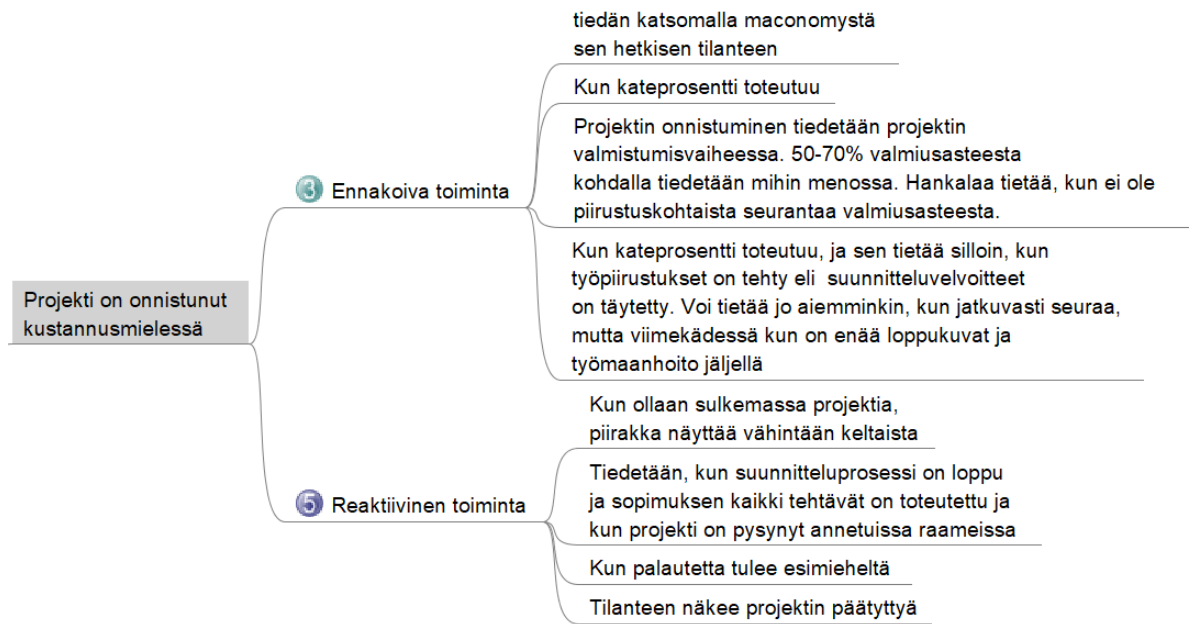 tiedän katsomalla maconomystä
sen hetkisen tilanteen
Kun kateprosentti toteutuu
Projektin onnistuminen tiedetään projektin
valmistumisvaiheessa. 50-70% valmiusasteesta
kohdalla tiedetään mihin menossa. Hankalaa tietää, kun ei ole
piirustuskohtaista seurantaa valmiusasteesta.
3 Ennakoiva toiminta
Kun kateprosentti toteutuu, ja sen tietää silloin, kun
työpiirustukset on tehty eli suunnitteluvelvoitteet
on täytetty. Voi tietää jo aiemminkin, kun jatkuvasti seuraa,
mutta viimekädessä kun on enää loppukuvat ja
työmaanhoito jäljellä
Projekti on onnistunut
kustannusmielessä
Kun ollaan sulkemassa projektia,
piirakka näyttää vähintään keltaista
Tiedetään, kun suunnitteluprosessi on loppu
ja sopimuksen kaikki tehtävät on toteutettu ja
kun projekti on pysynyt annetuissa raameissa
5 Reaktiivinen toiminta
Kun palautetta tulee esimieheltä
Tilanteen näkee projektin päätyttyä